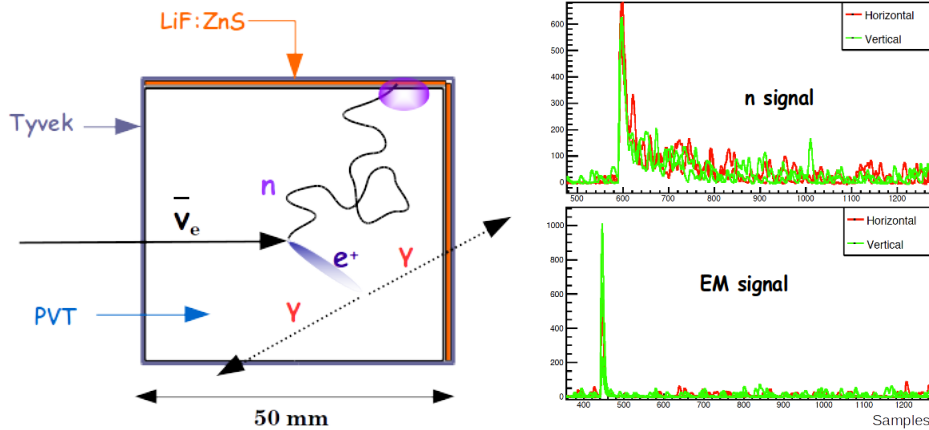 LiF:ZnS
Tyvek
n
ν̅e
e+
γ
γ
PVT
50 mm
Horizontal
Vertical
n signal
600
500
400
300
200
100
0
500 600 700 800 900 1000 1100 1200
Horizontal
Vertical
EM signal
1000
800
600
400
200
0
400 500 600 700 800 900 1000 1100 1200
Samples